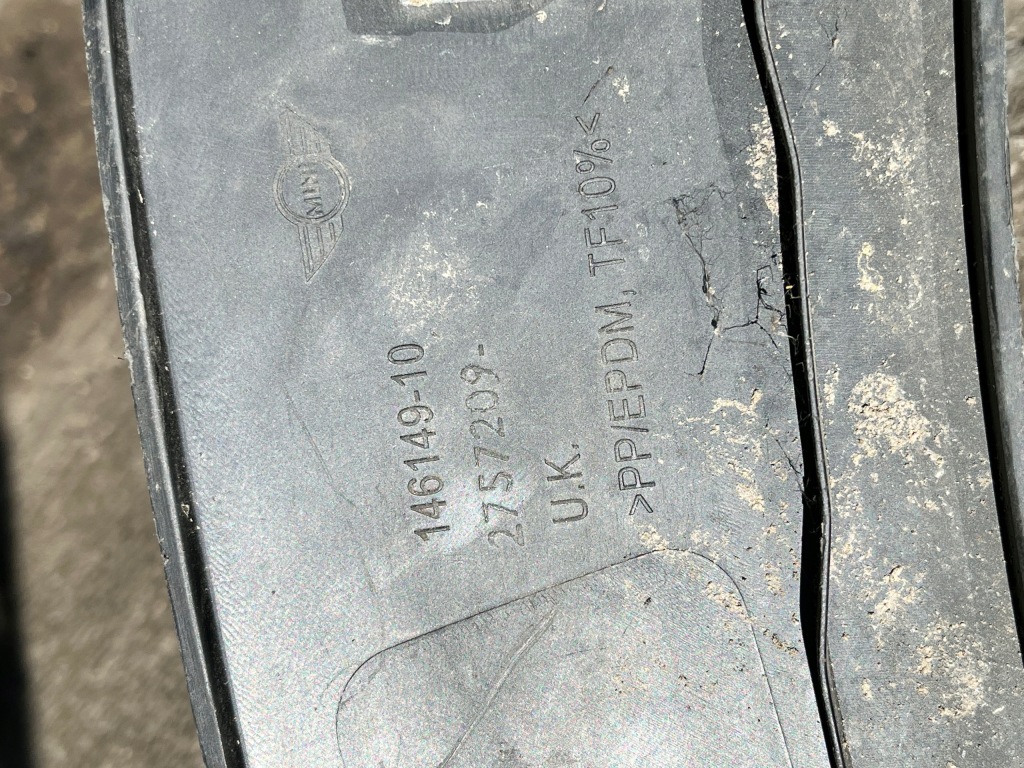 MINI
146149-10
2757209-
U.K.
>PP/EPDM, TF10%<